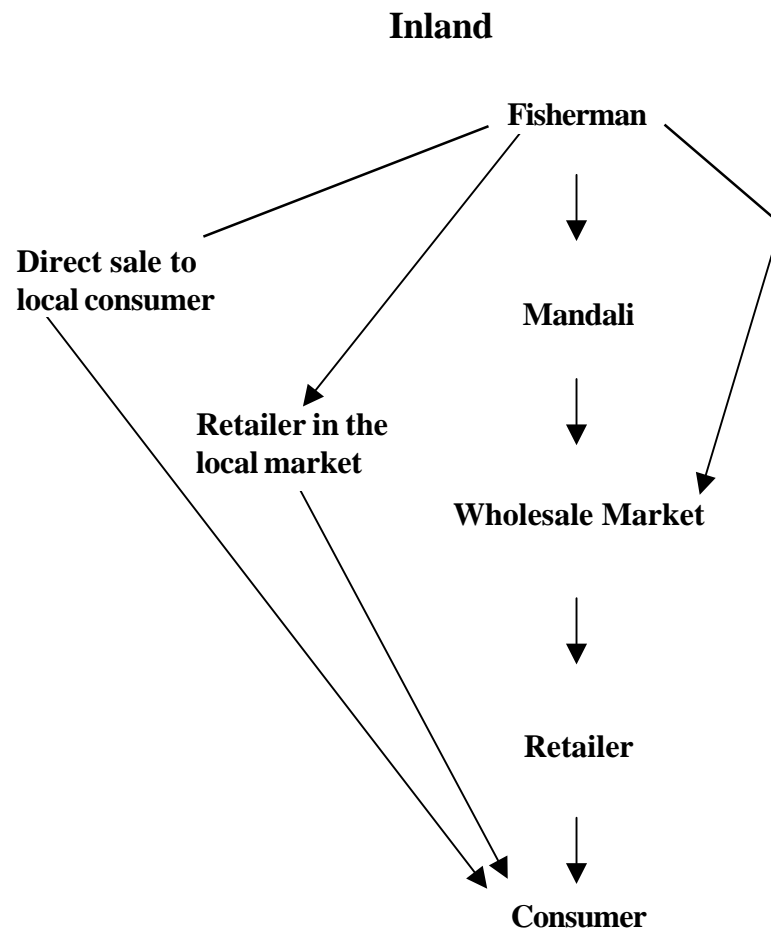 Inland
Fisherman
Direct sale to
local consumer
Mandali
Retailer in the
local market
Wholesale Market
Retailer
Consumer